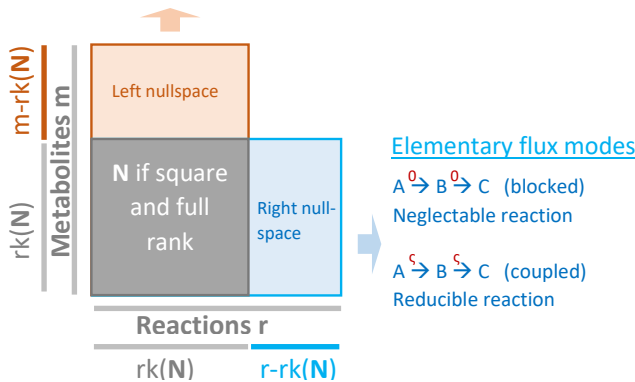 m-rk(N)
rk(N)
Metabolites m
Left nullspace
N if square
and full
rank
Right null-
space
Elementary flux modes
A 0→ B 0→ C (blocked)
Neglectable reaction
A ς→ B ς→ C (coupled)
Reducible reaction
Reactions r
rk(N)
r-rk(N)